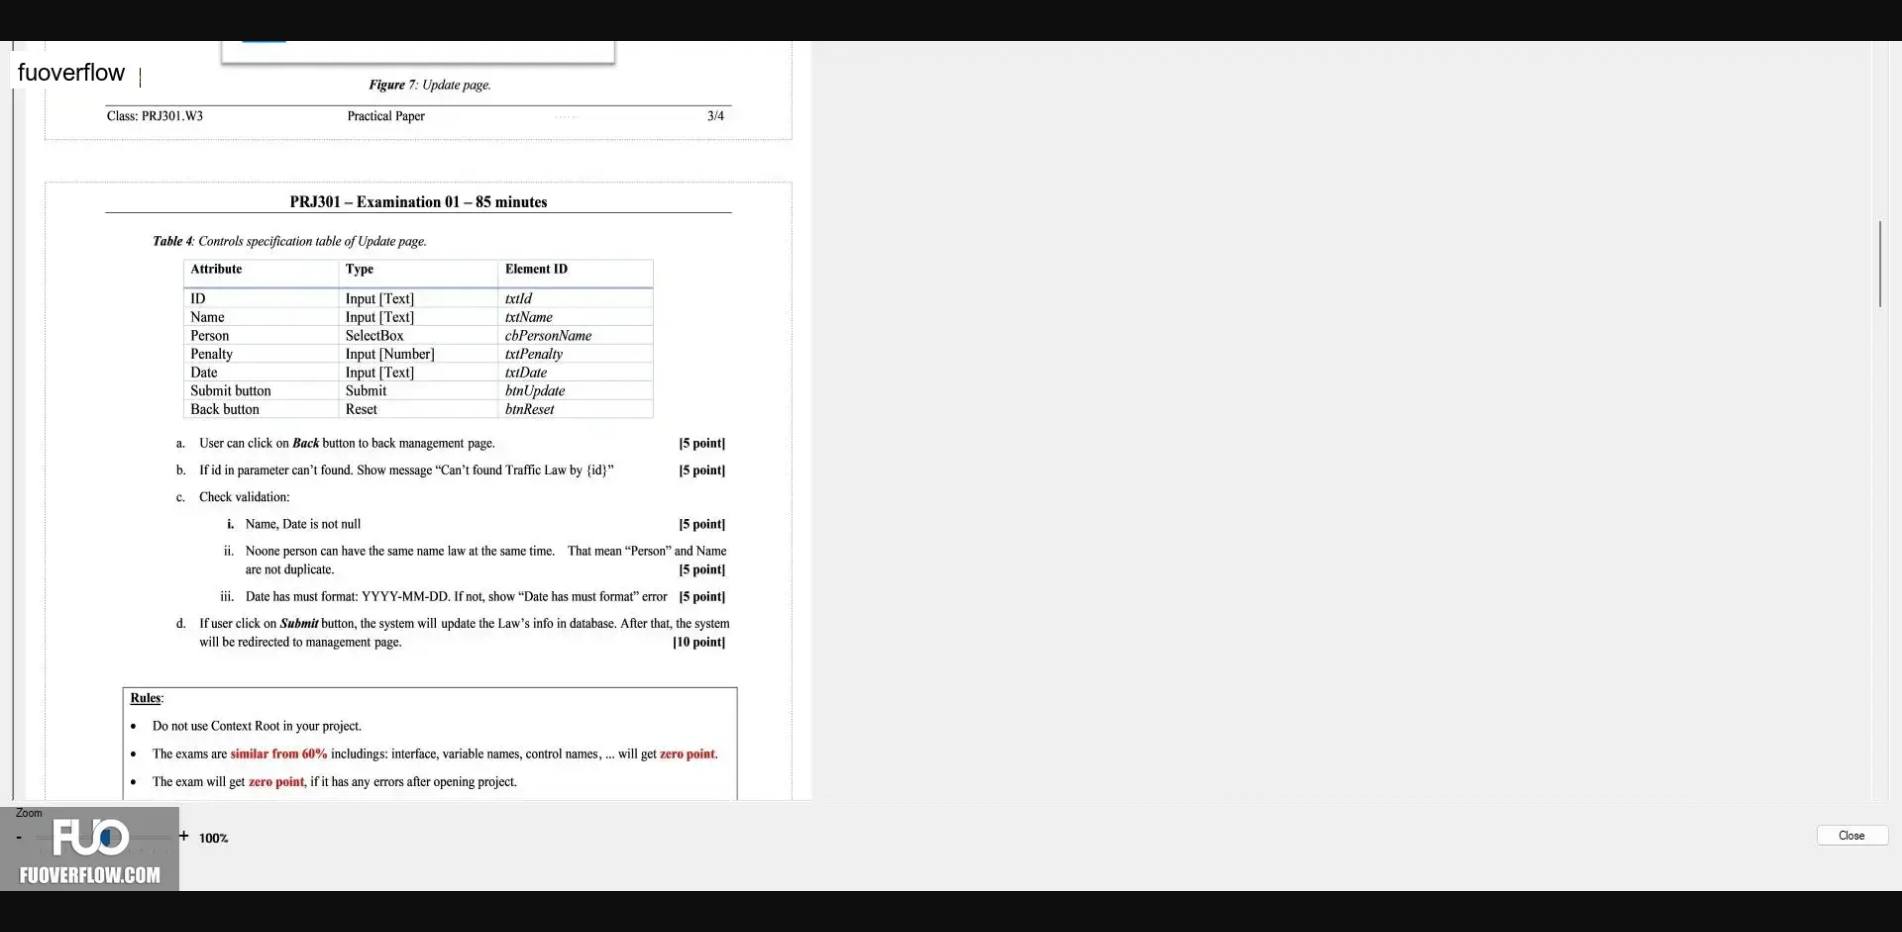 fuoverflow
Figure 7: Update page.
Class: PRJ301.W3 Practical Paper 3/4
PRJ301 – Examination 01 – 85 minutes
Table 4: Controls specification table of Update page.
Attribute Type Element ID
ID Input [Text] txtId
Name Input [Text] txtName
Person SelectBox cbPersonName
Penalty Input [Number] txtPenalty
Date Input [Text] txtDate
Submit button Submit btnUpdate
Back button Reset btnReset
a. User can click on Back button to back management page. [5 point]
b. If id in parameter can’t found. Show message “Can’t found Traffic Law by {id}” [5 point]
c. Check validation:
i. Name, Date is not null [5 point]
ii. Noone person can have the same name law at the same time. That mean “Person” and Name
are not duplicate. [5 point]
iii. Date has must format: YYYY-MM-DD. If not, show “Date has must format” error [5 point]
d. If user click on Submit button, the system will update the Law’s info in database. After that, the system
will be redirected to management page. [10 point]
Rules:
• Do not use Context Root in your project.
• The exams are similar from 60% includings: interface, variable names, control names, ... will get zero point.
• The exam will get zero point, if it has any errors after opening project.
Zoom
- + 100%
Close
FUO
FUOVERFLOW.COM